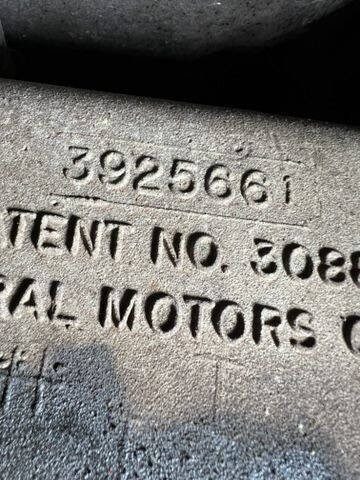 3925661
TENT NO. 308
RAL MOTORS